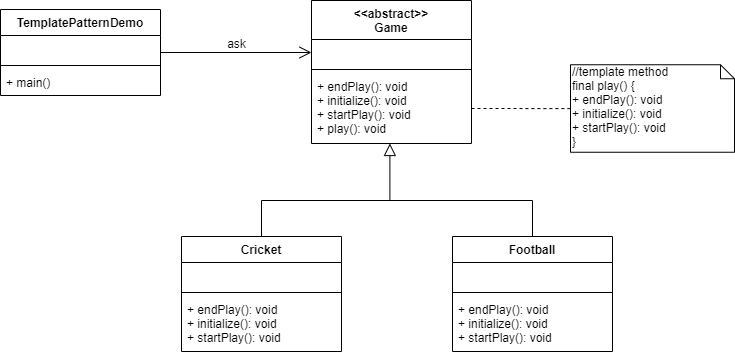 TemplatePatternDemo
+ main()
ask
<<abstract>>
Game
+ endPlay(): void
+ initialize(): void
+ startPlay(): void
+ play(): void
//template method
final play() {
+ endPlay(): void
+ initialize(): void
+ startPlay(): void
}
Cricket
+ endPlay(): void
+ initialize(): void
+ startPlay(): void
Football
+ endPlay(): void
+ initialize(): void
+ startPlay(): void